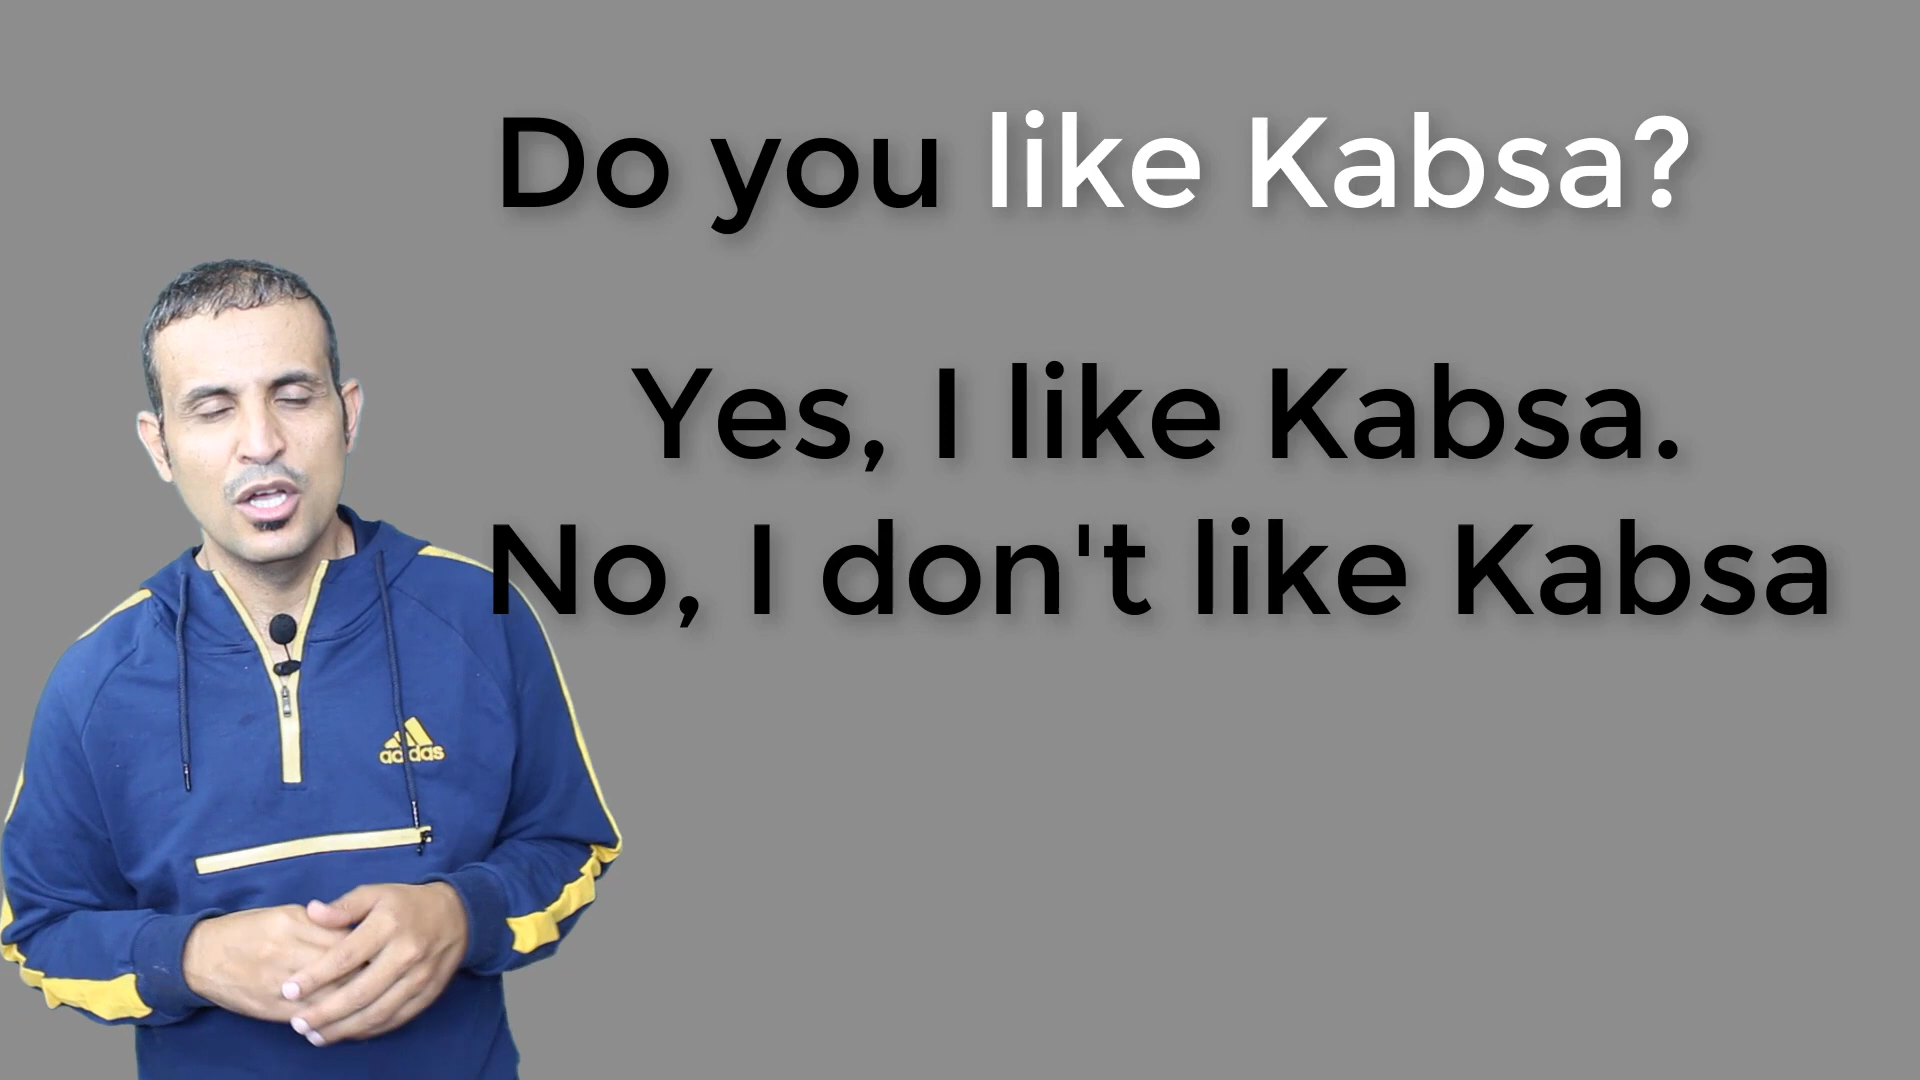 Do you like Kabsa?
Yes, I like Kabsa.
No, I don't like Kabsa
adidas